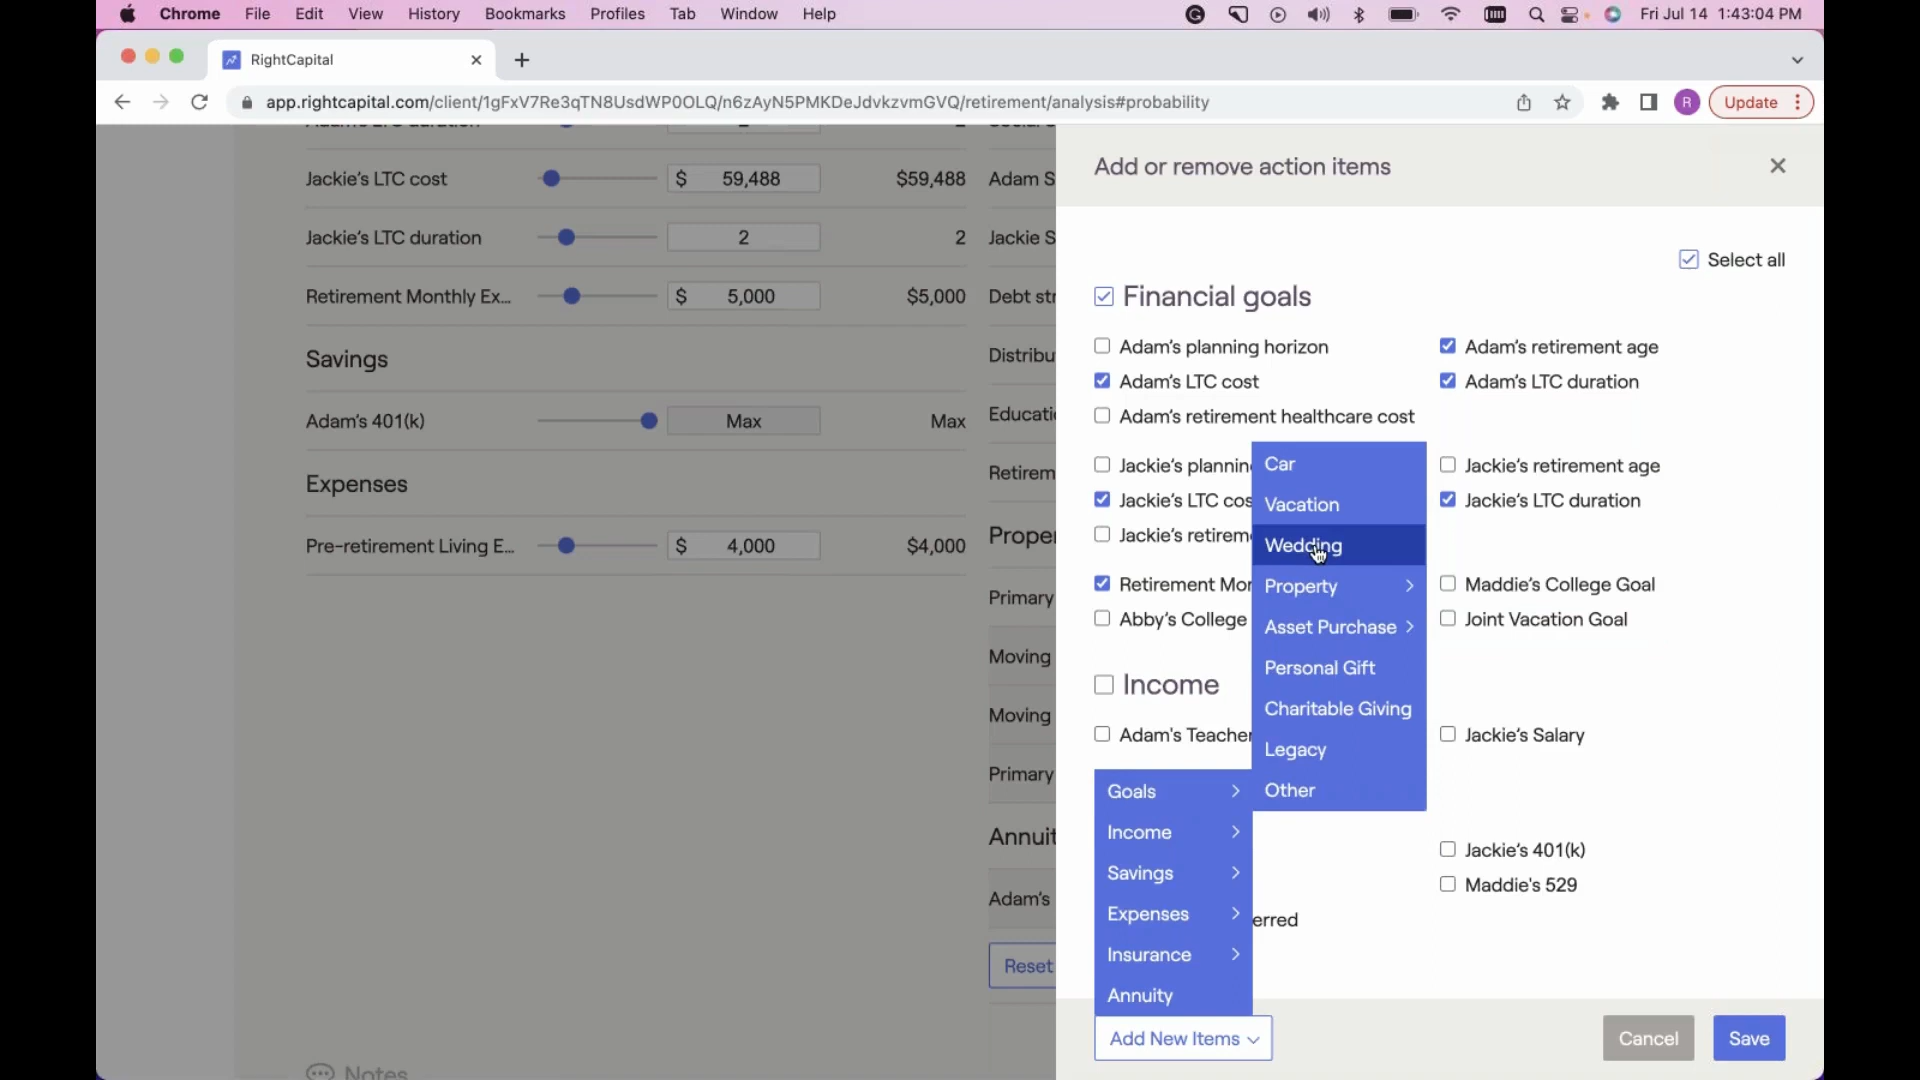 Chrome File Edit View History Bookmarks Profiles Tab Window Help Fri Jul 14 1:43:04 PM
RightCapital
app.rightcapital.com/client/1gFxV7Re3qTN8UsdWP0OLQ/n6zAyN5PMKDeJdvkzvmGVQ/retirement/analysis#probability R Update
Jackie's LTC cost $ 59,488 $59,488
Jackie's LTC duration 2 2
Retirement Monthly Ex... $ 5,000 $5,000
Savings
Adam's 401(k) Max Max
Expenses
Pre-retirement Living E... $ 4,000 $4,000
Notes
Adam S
Jackie S
Debt str
Distribu
Educati
Retirem
Proper
Primary
Moving
Moving
Primary
Annuit
Adam's
Reset
Add or remove action items
Select all
Financial goals
Adam's planning horizon Adam's retirement age
Adam's LTC cost Adam's LTC duration
Adam's retirement healthcare cost
Jackie's plannin Jackie's retirement age
Jackie's LTC cos Jackie's LTC duration
Jackie's retirem
Retirement Mor Maddie's College Goal
Abby's College Joint Vacation Goal
Income
Adam's Teacher Jackie's Salary
Jackie's 401(k)
Maddie's 529
erred
Car
Vacation
Wedding
Property
Asset Purchase
Personal Gift
Charitable Giving
Legacy
Other
Goals
Income
Savings
Expenses
Insurance
Annuity
Add New Items
Cancel Save